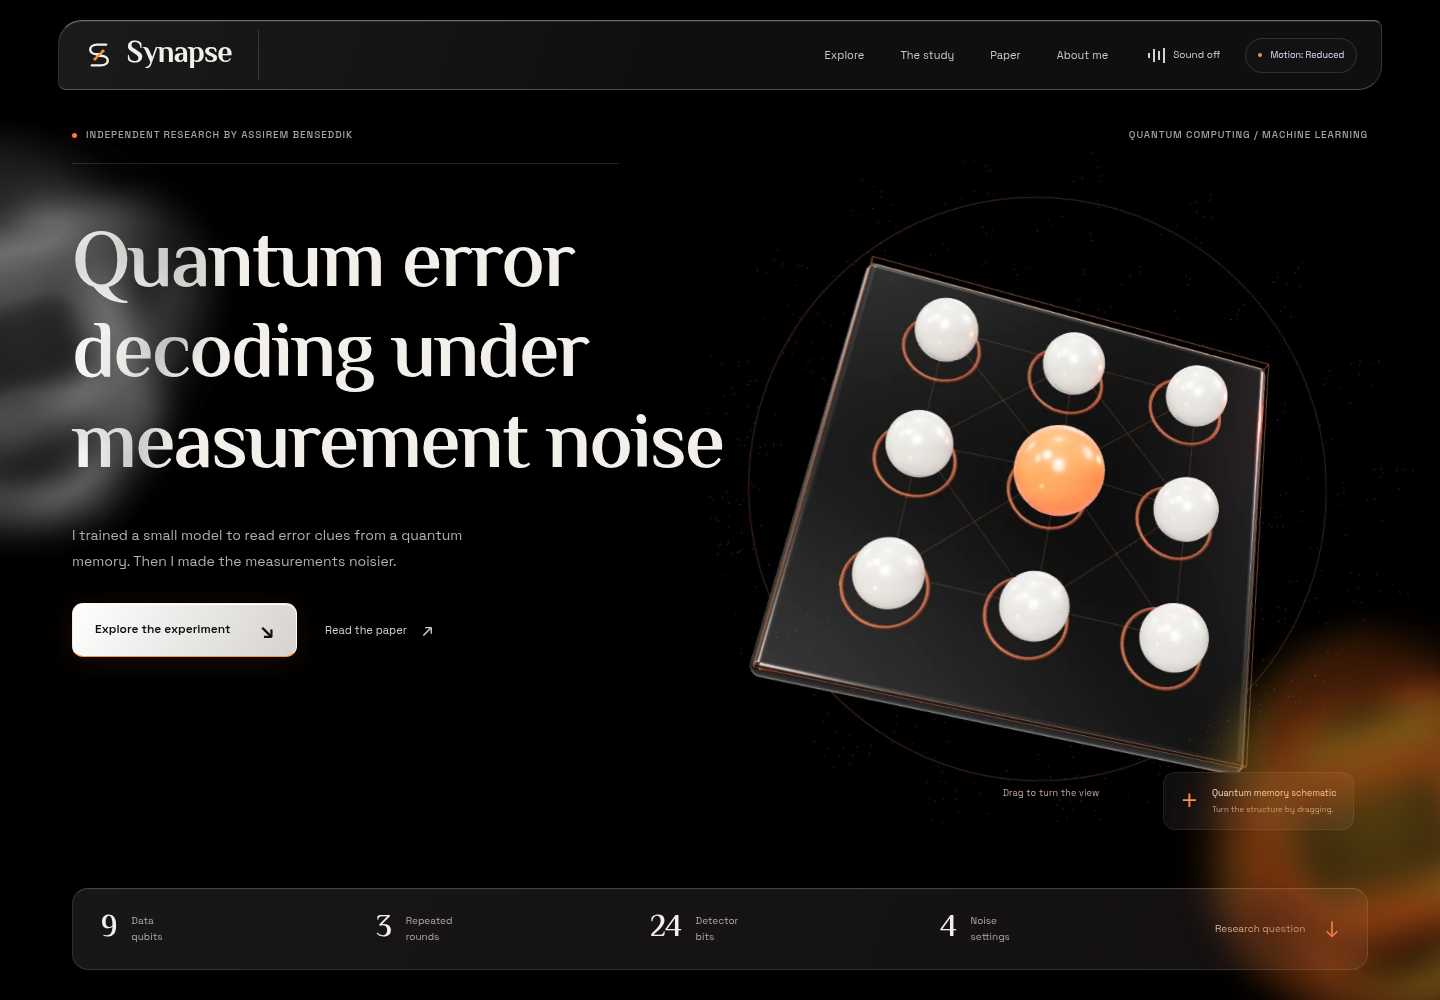 Synapse
Explore
The study
Paper
About me
Sound off
Motion: Reduced
INDEPENDENT RESEARCH BY ASSIREM BENSEDDIK
QUANTUM COMPUTING / MACHINE LEARNING
Quantum error
decoding under
measurement noise
I trained a small model to read error clues from a quantum
memory. Then I made the measurements noisier.
Explore the experiment
Read the paper
Drag to turn the view
Quantum memory schematic
Turn the structure by dragging.
9
Data
qubits
3
Repeated
rounds
24
Detector
bits
4
Noise
settings
Research question